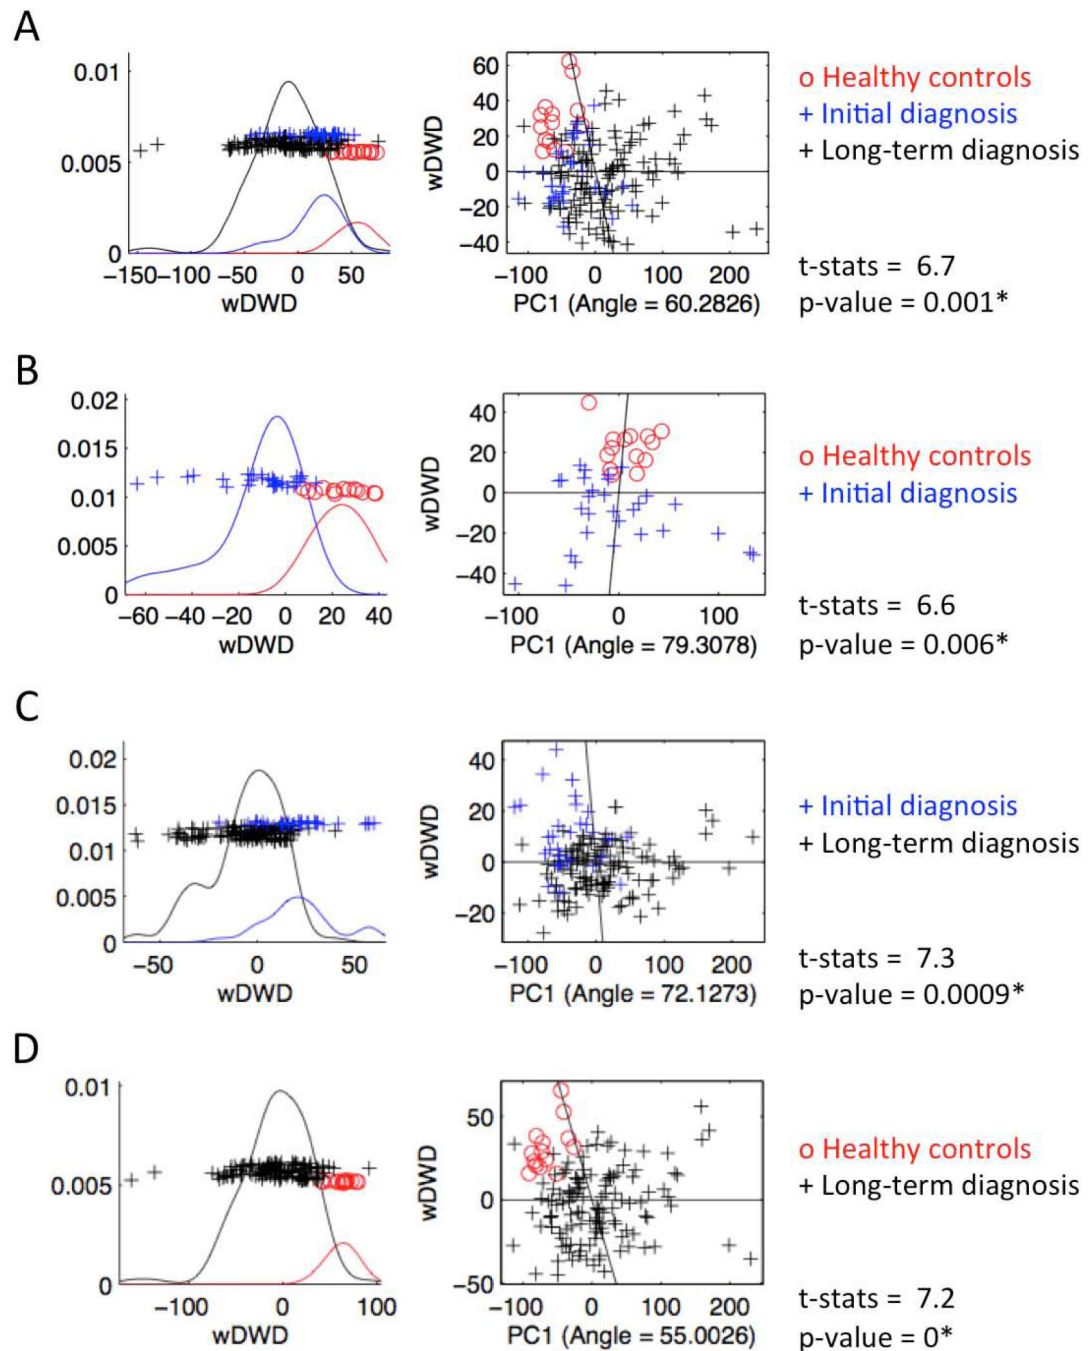 A
0.01
0.005
0
−150 −100 −50 0 50
wDWD
wDWD
60
40
20
0
−20
−40
−100 0 100 200
PC1 (Angle = 60.2826)
o Healthy controls
+ Initial diagnosis
+ Long-term diagnosis
t-stats = 6.7
p-value = 0.001*
B
0.02
0.015
0.01
0.005
0
−60 −40 −20 0 20 40
wDWD
wDWD
40
20
0
−20
−40
−100 0 100
PC1 (Angle = 79.3078)
o Healthy controls
+ Initial diagnosis
t-stats = 6.6
p-value = 0.006*
C
0.02
0.015
0.01
0.005
0
−50 0 50
wDWD
wDWD
40
20
0
−20
−100 0 100 200
PC1 (Angle = 72.1273)
+ Initial diagnosis
+ Long-term diagnosis
t-stats = 7.3
p-value = 0.0009*
D
0.01
0.005
0
−100 0 100
wDWD
wDWD
50
0
−50
−100 0 100 200
PC1 (Angle = 55.0026)
o Healthy controls
+ Long-term diagnosis
t-stats = 7.2
p-value = 0*